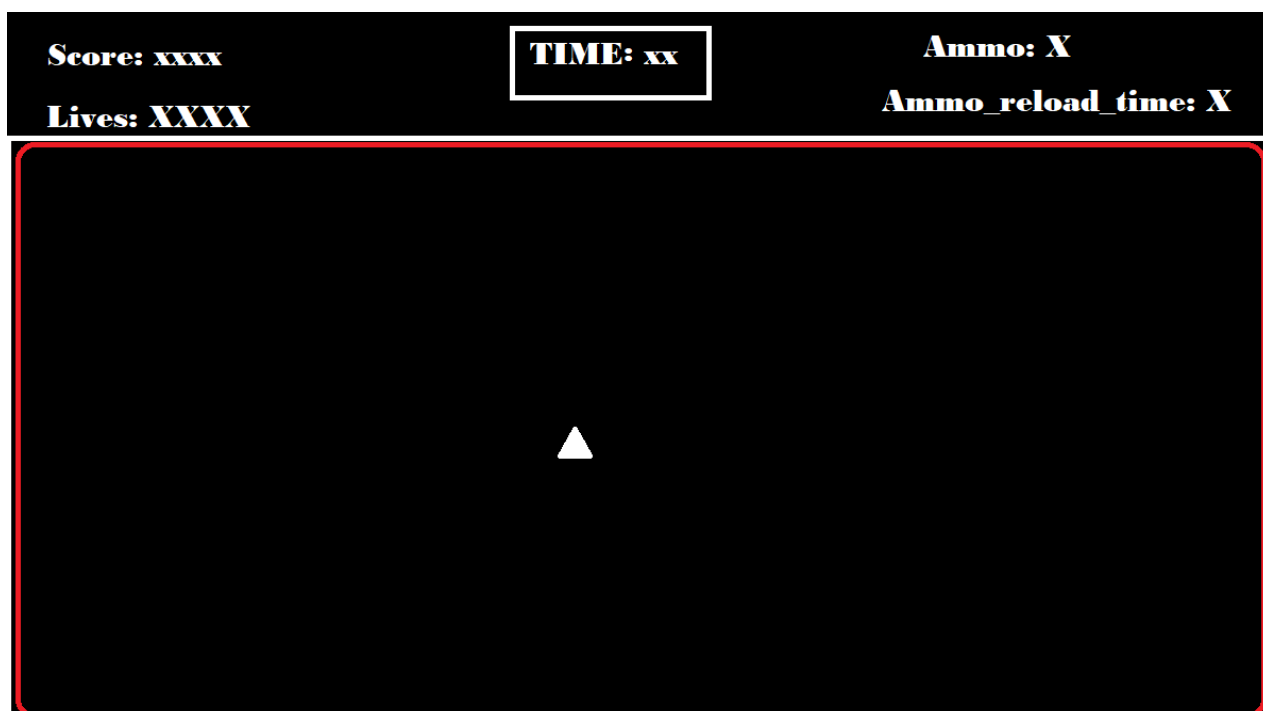 Score: xxxx
Lives: XXXX
TIME: xx
Ammo: X
Ammo_reload_time: X